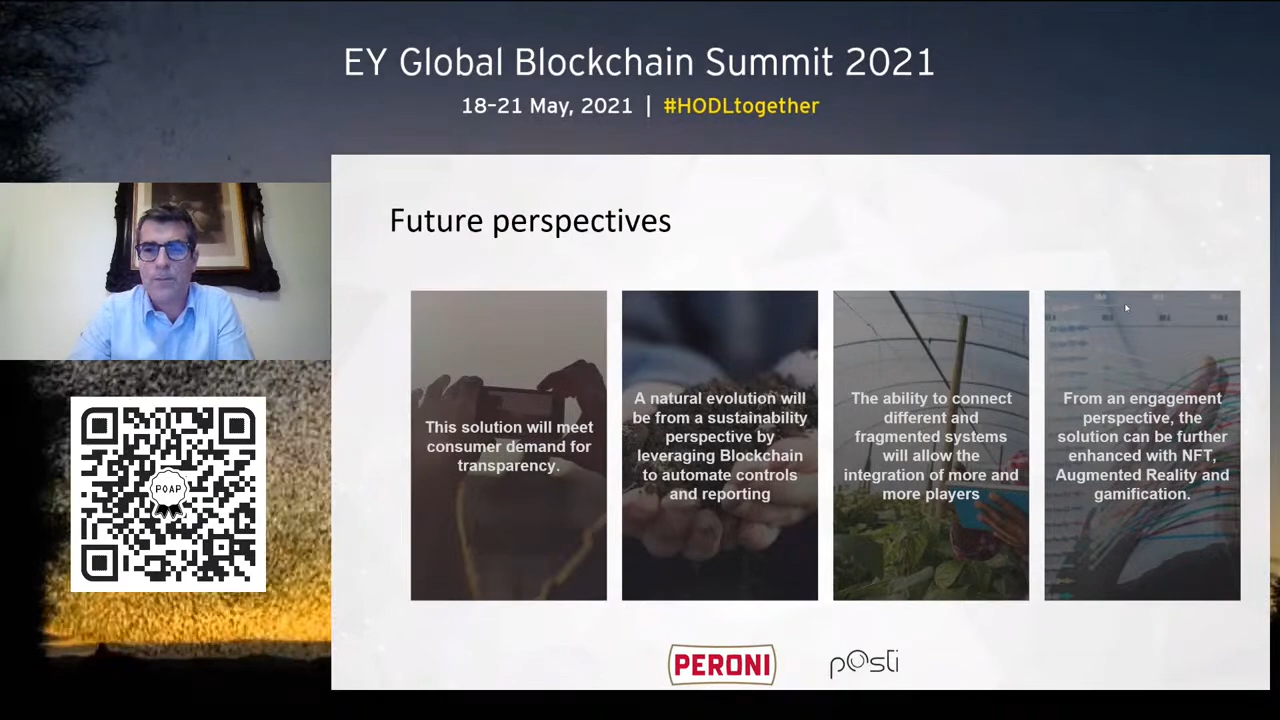 EY Global Blockchain Summit 2021
18–21 May, 2021 | #HODLtogether
Future perspectives
This solution will meet
consumer demand for
transparency.
A natural evolution will
be from a sustainability
perspective by
leveraging Blockchain
to automate controls
and reporting
The ability to connect
different and
fragmented systems
will allow the
integration of more and
more players
From an engagement
perspective, the
solution can be further
enhanced with NFT,
Augmented Reality and
gamification.
POAP
PERONI
posti